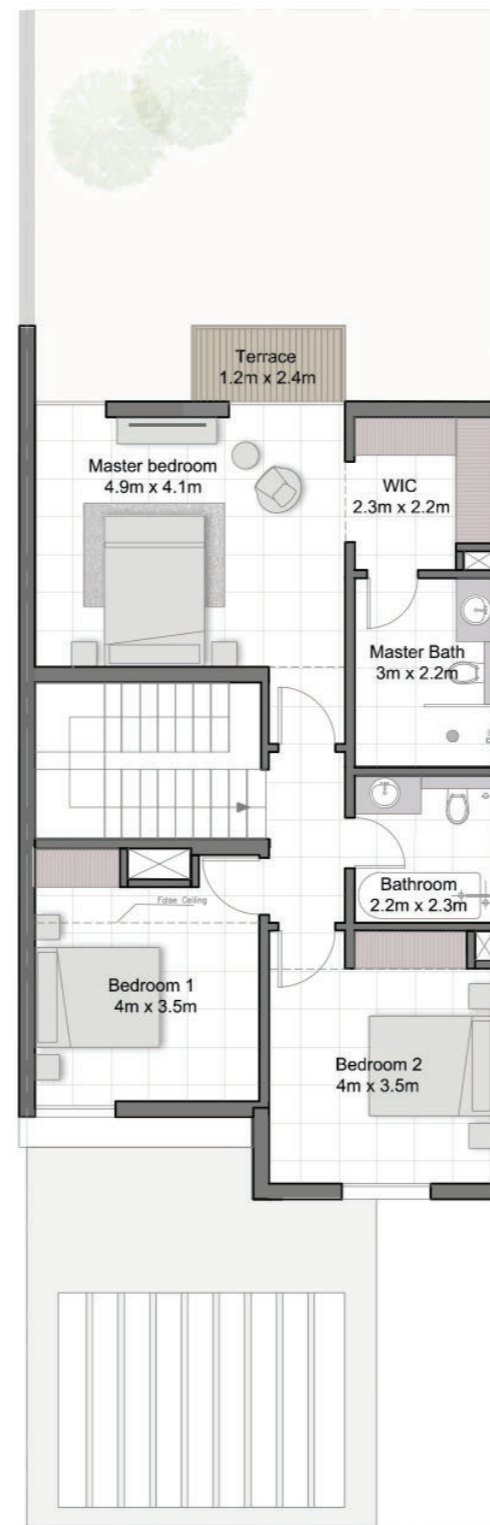 Terrace
1.2m x 2.4m
Master bedroom
4.9m x 4.1m
WIC
2.3m x 2.2m
Master Bath
3m x 2.2m
False Ceiling
Bathroom
2.2m x 2.3m
Bedroom 1
4m x 3.5m
Bedroom 2
4m x 3.5m